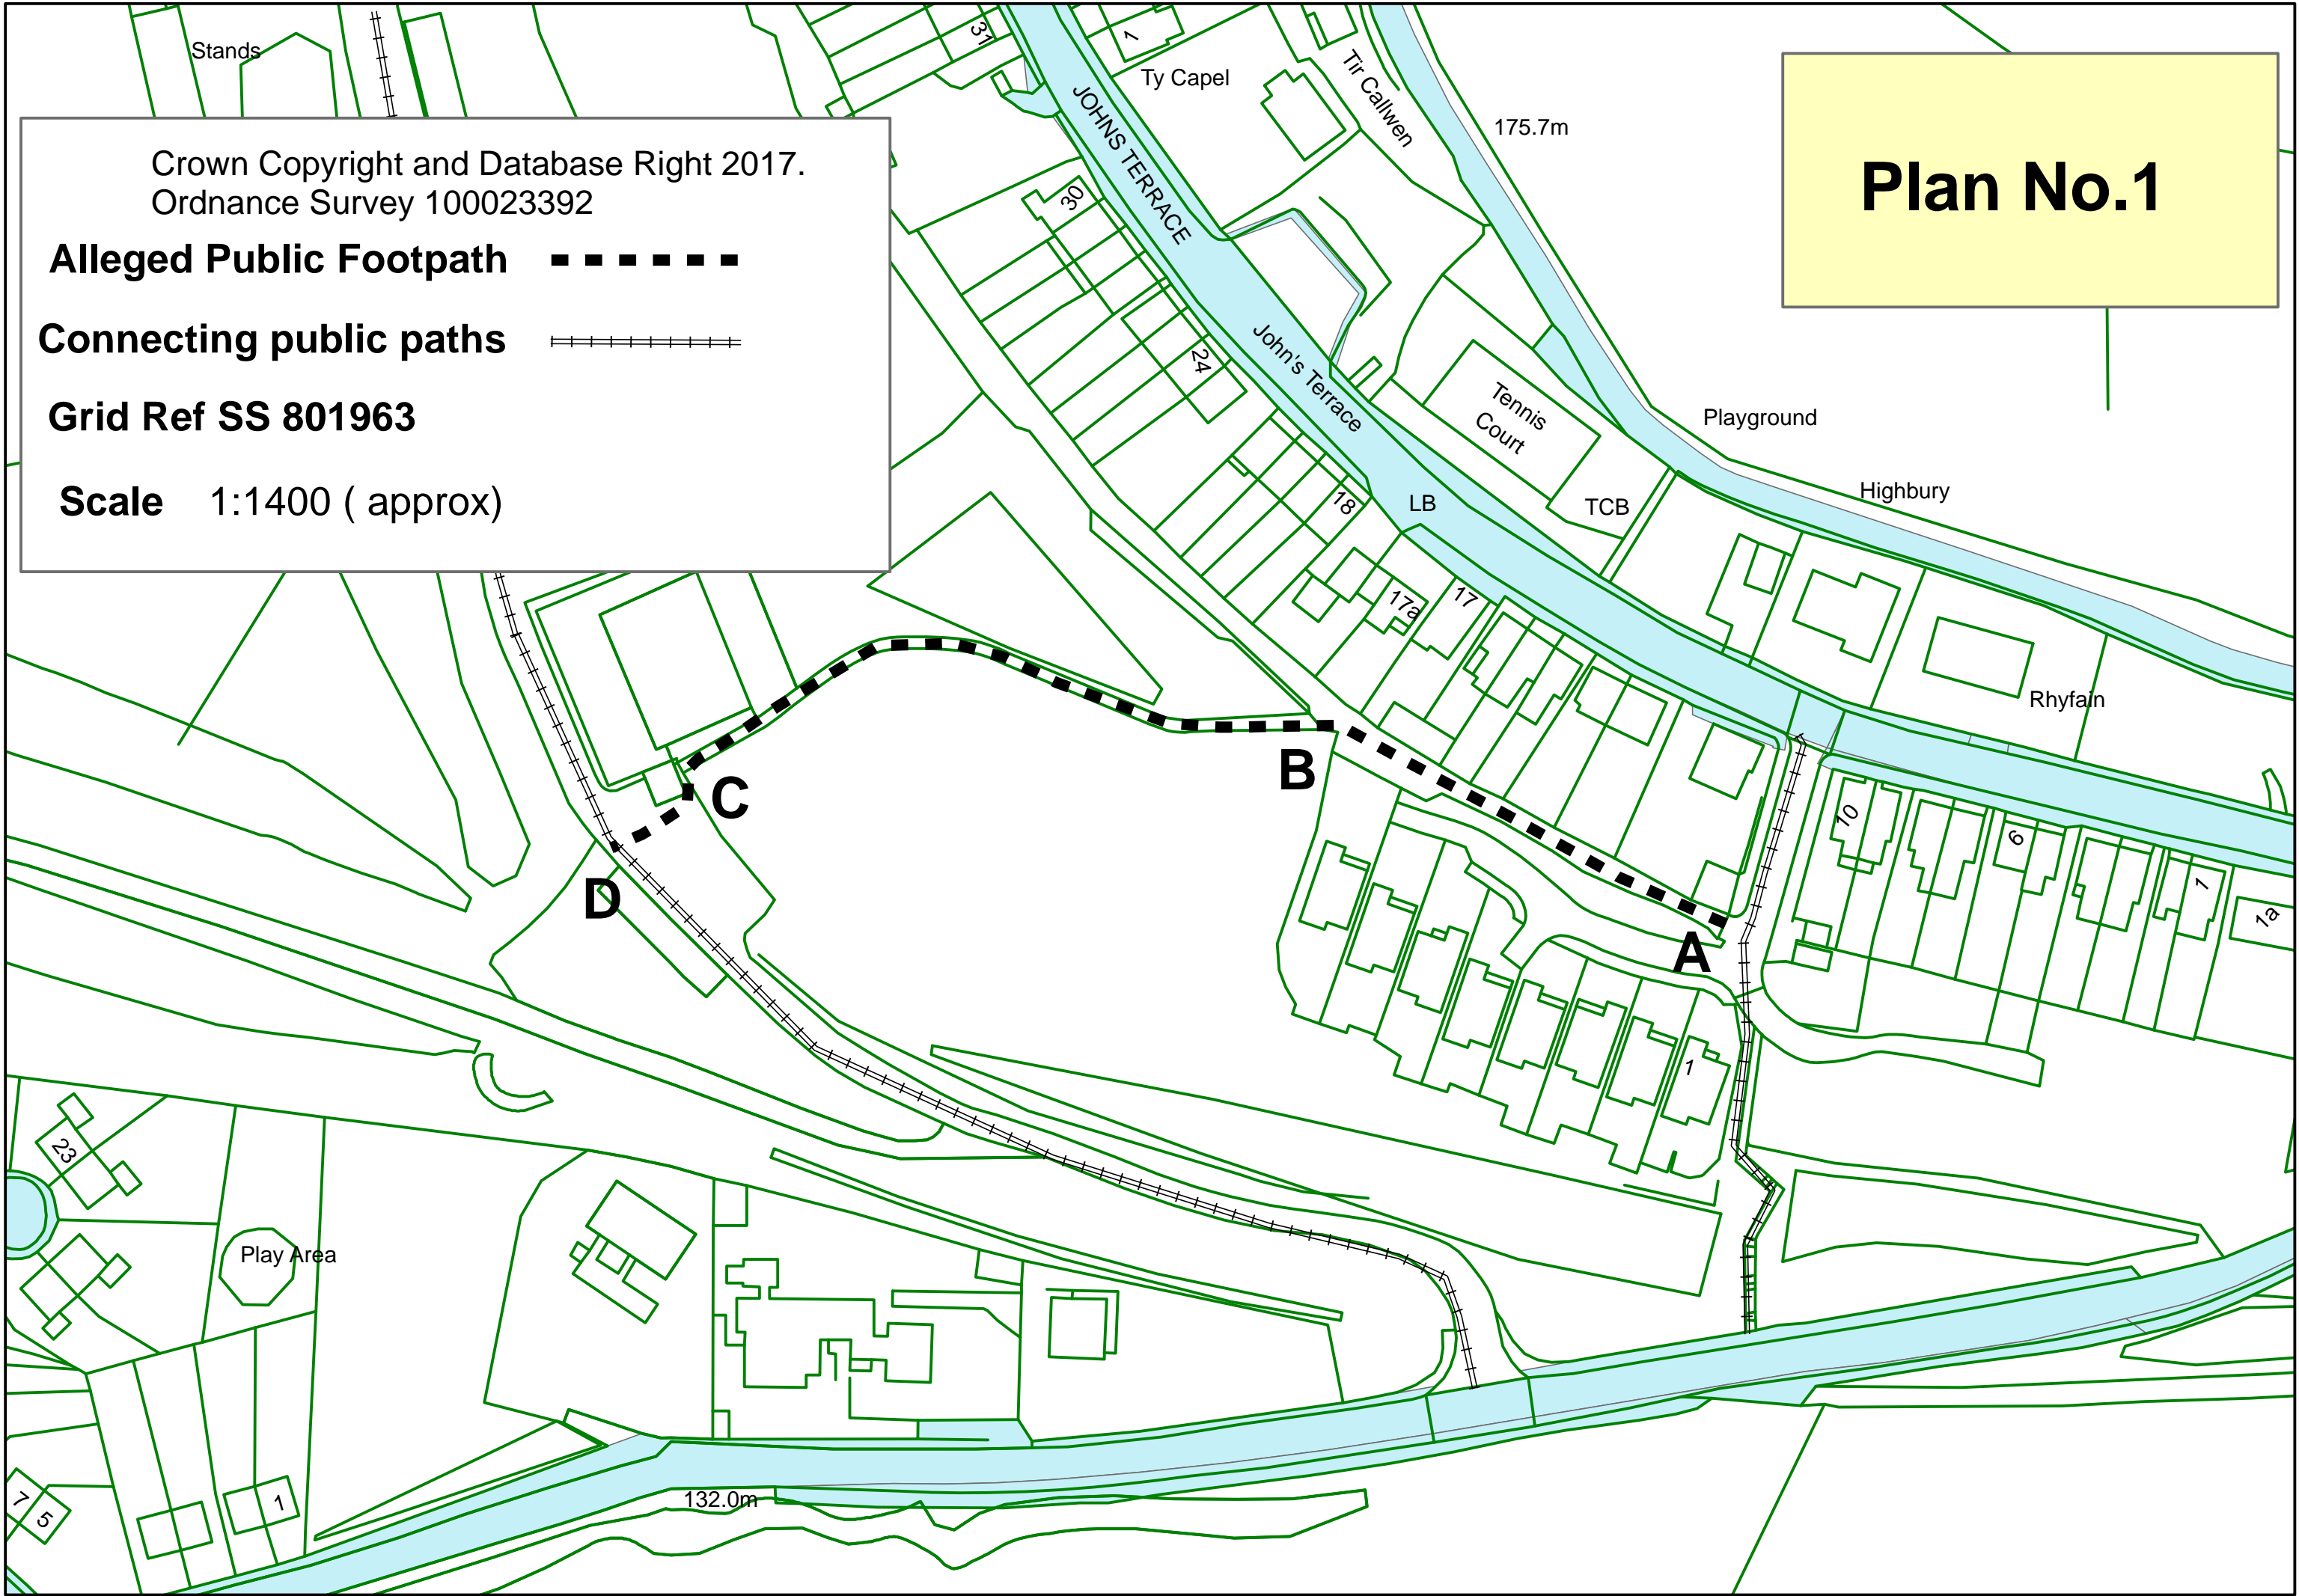 Stands
31
1
Ty Capel
Tir Callwen
JOHNS TERRACE
175.7m
Plan No.1
Crown Copyright and Database Right 2017.
Ordnance Survey 100023392
Alleged Public Footpath
Connecting public paths
Grid Ref SS 801963
Scale 1:1400 ( approx)
30
24
John's Terrace
Tennis
Court
Playground
Highbury
18
LB
TCB
17a
17
Rhyfain
B
C
D
A
10
6
1
1a
1
23
Play Area
1
7
5
132.0m